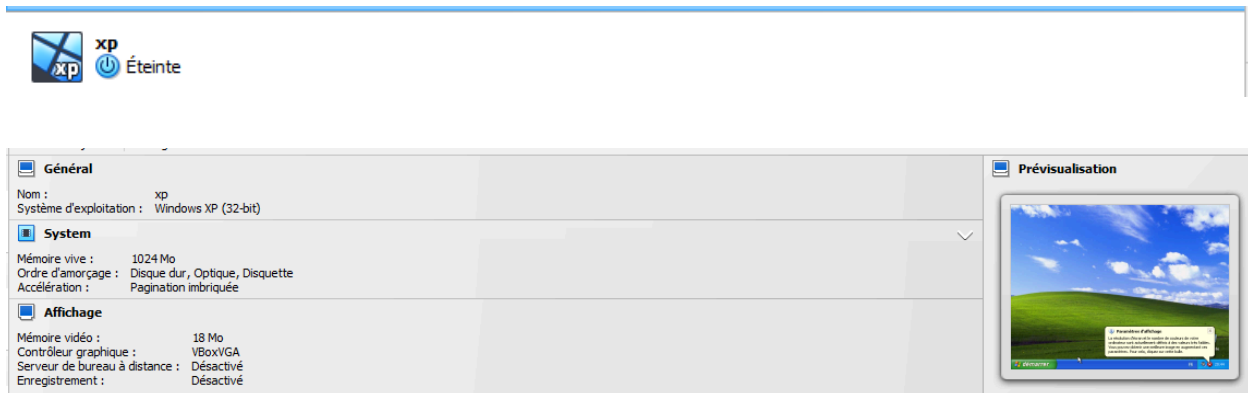 xp
xp
Éteinte
Général
Nom : xp
Système d'exploitation : Windows XP (32-bit)
System
Mémoire vive : 1024 Mo
Ordre d'amorçage : Disque dur, Optique, Disquette
Accélération : Pagination imbriquée
Affichage
Mémoire vidéo : 18 Mo
Contrôleur graphique : VBoxVGA
Serveur de bureau à distance : Désactivé
Enregistrement : Désactivé
Prévisualisation
Paramètres d'affichage
démarrer